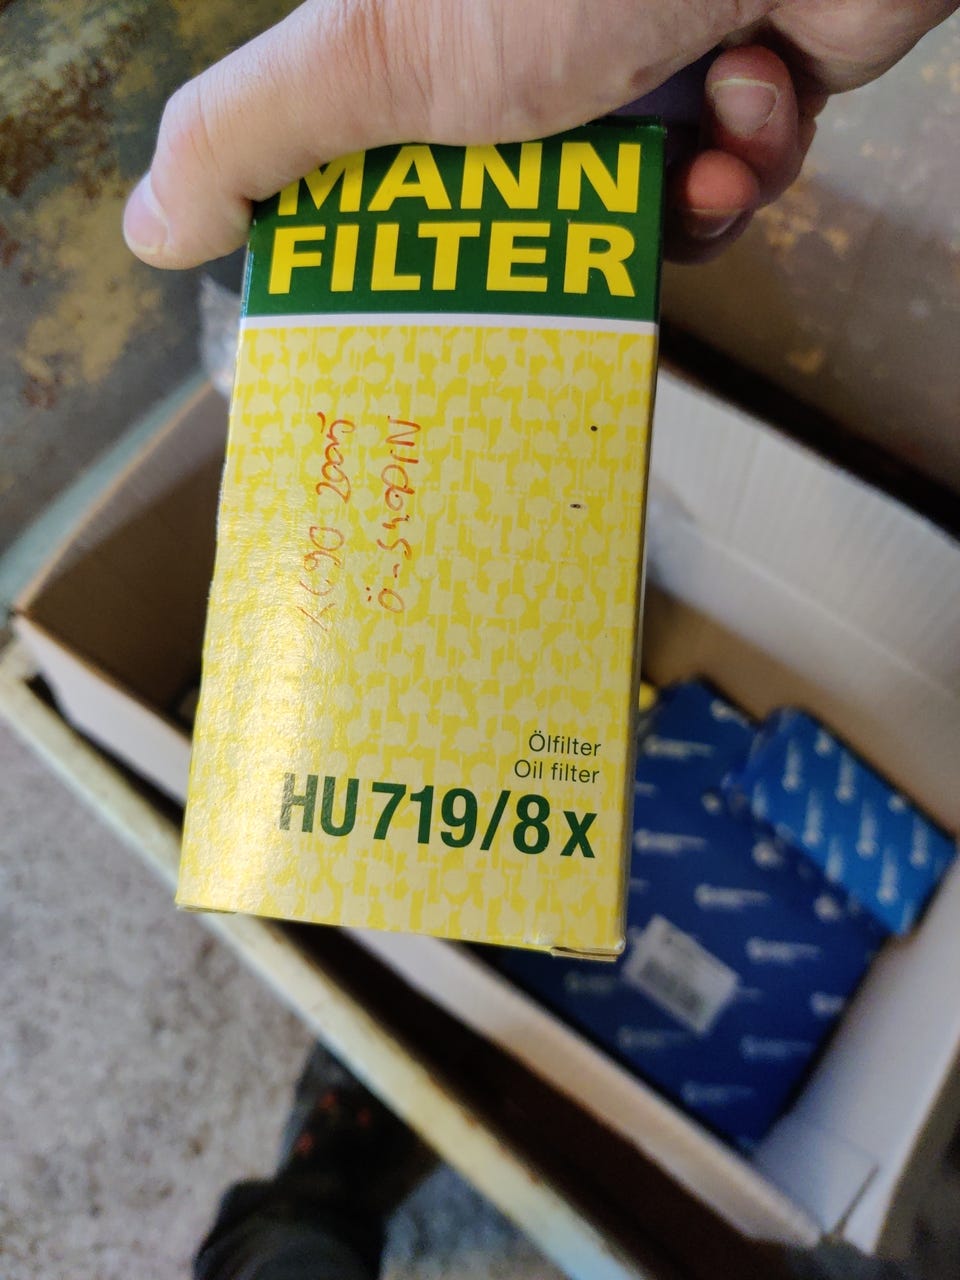 MANN
FILTER
XC90 2005
Ölfilter
Oil filter
HU 719/8 x